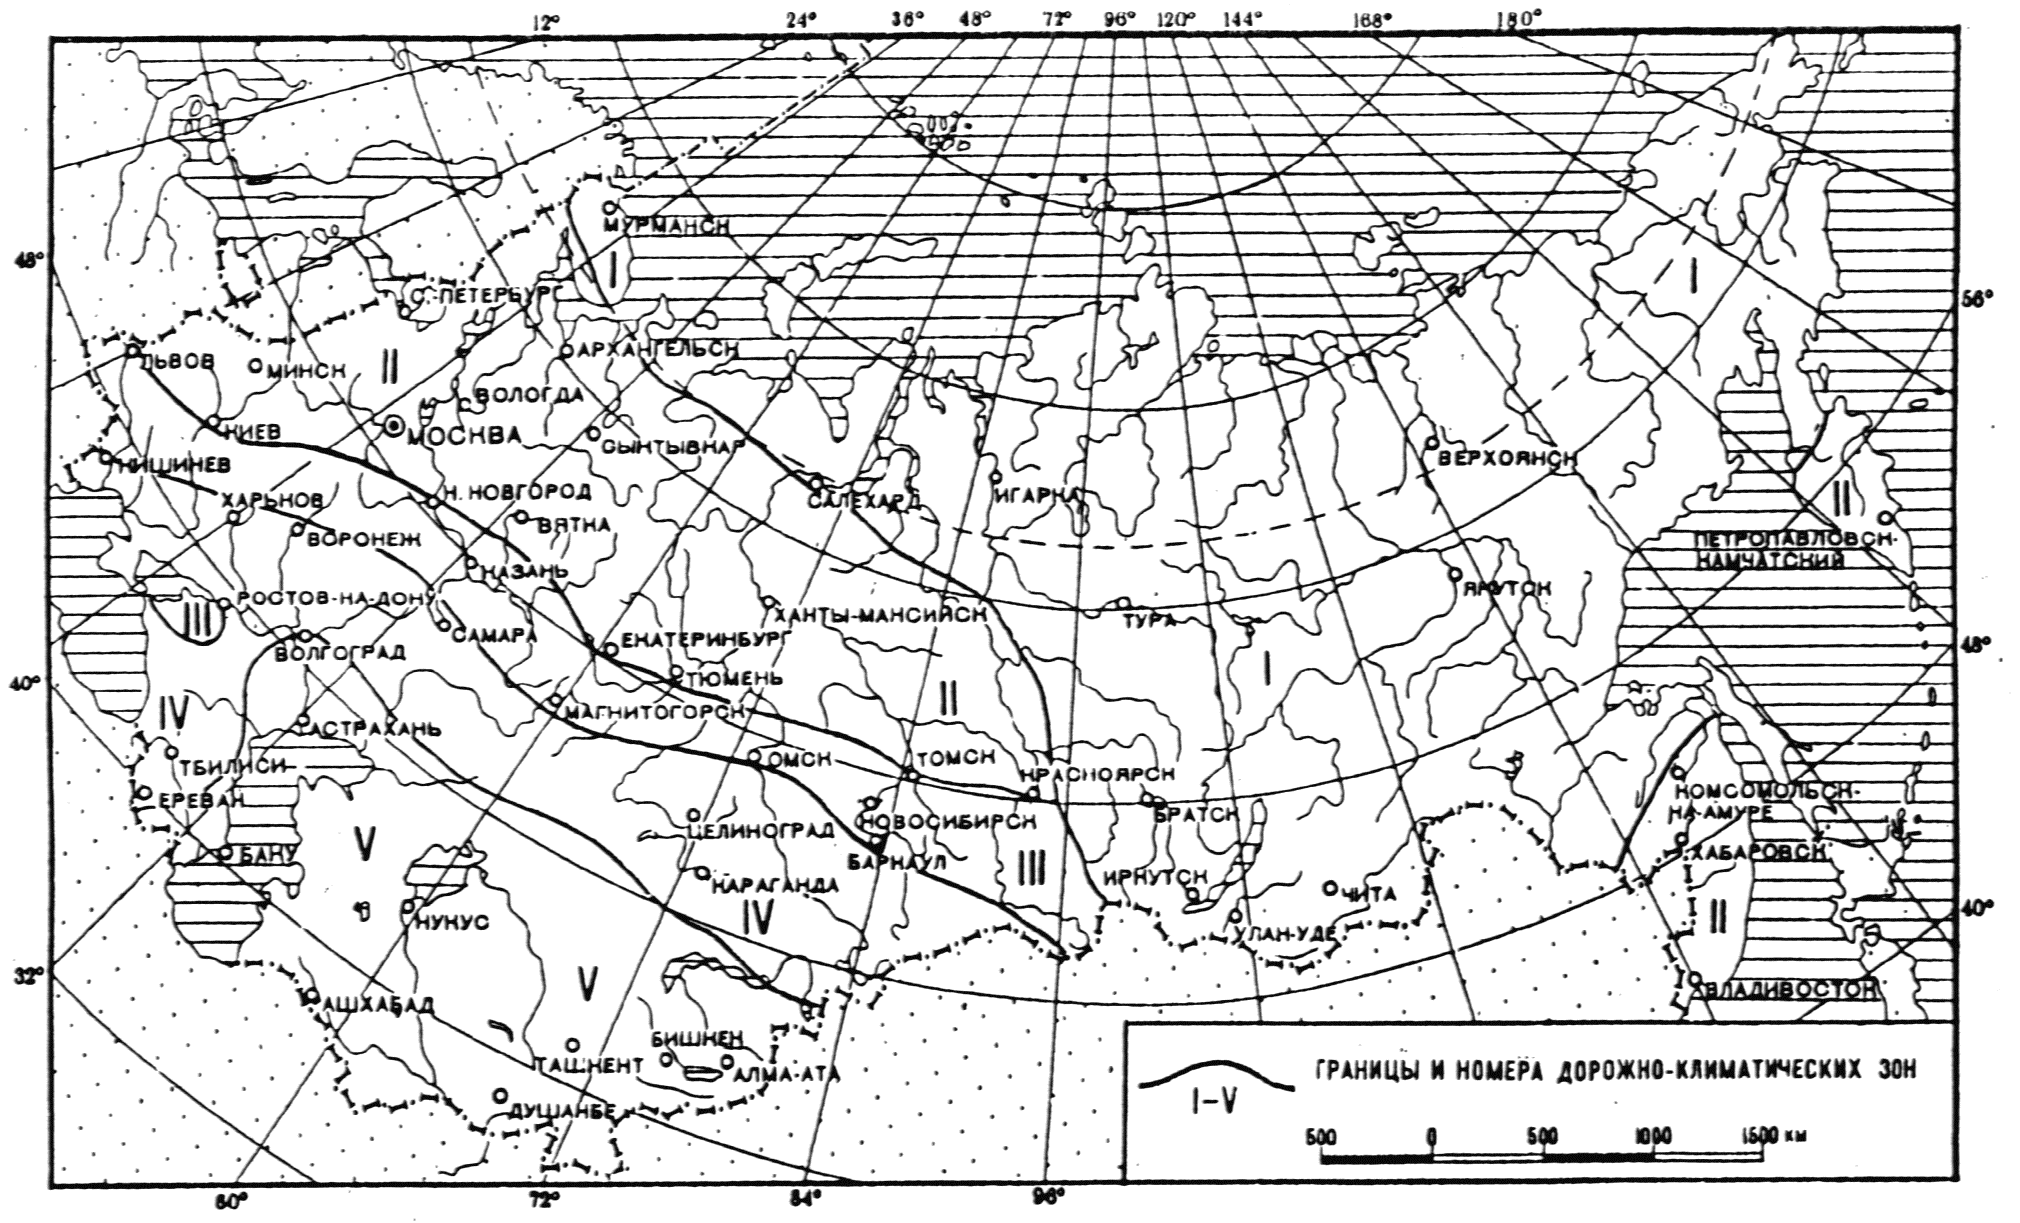 12° 24° 36° 48° 72° 96° 120° 144° 168° 180°
МУРМАНСК
48°
I
I
56°
С.-ПЕТЕРБУРГ
ЛЬВОВ
МИНСК
II
АРХАНГЕЛЬСК
ВОЛОГДА
КИЕВ
МОСКВА
СЫКТЫВКАР
ВЕРХОЯНСК
КИШИНЕВ
ХАРЬКОВ
Н.НОВГОРОД
САЛЕХАРД
ИГАРКА
II
ВОРОНЕЖ
ВЯТКА
ПЕТРОПАВЛОВСК-
КАМЧАТСКИЙ
КАЗАНЬ
ЯКУТСК
РОСТОВ-НА-ДОНУ
III
ХАНТЫ-МАНСИЙСК
ТУРА
САМАРА
ЕКАТЕРИНБУРГ
48°
ВОЛГОГРАД
ТЮМЕНЬ
I
40°
IV
МАГНИТОГОРСК
II
АСТРАХАНЬ
ТБИЛИСИ
ОМСК
ТОМСК
КРАСНОЯРСК
ЕРЕВАН
БРАТСК
КОМСОМОЛЬСК-
НА-АМУРЕ
ЦЕЛИНОГРАД
НОВОСИБИРСК
БАКУ
V
БАРНАУЛ
III
ХАБАРОВСК
КАРАГАНДА
ИРКУТСК
ЧИТА
НУКУС
IV
УЛАН-УДЕ
II
40°
32°
V
АШХАБАД
ВЛАДИВОСТОК
БИШКЕК
ТАШКЕНТ
АЛМА-АТА
ДУШАНБЕ
ГРАНИЦЫ И НОМЕРА ДОРОЖНО-КЛИМАТИЧЕСКИХ ЗОН
I-V
500 0 500 1000 1500 км
60° 72° 84° 96°